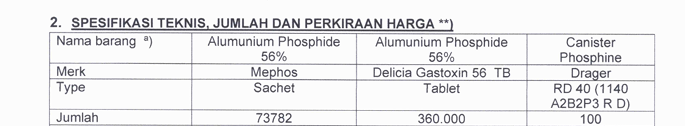 2. SPESIFIKASI TEKNIS, JUMLAH DAN PERKIRAAN HARGA **)
Nama barang a) Alumunium Phosphide 56% Alumunium Phosphide 56% Canister Phosphine
Merk Mephos Delicia Gastoxin 56 TB Drager
Type Sachet Tablet RD 40 (1140 A2B2P3 R D)
Jumlah 73782 360.000 100